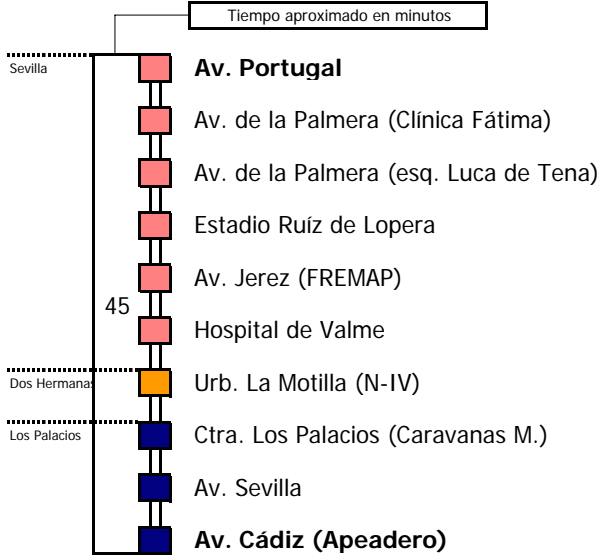 Tiempo aproximado en minutos
Sevilla
Av. Portugal
Av. de la Palmera (Clínica Fátima)
Av. de la Palmera (esq. Luca de Tena)
Estadio Ruíz de Lopera
Av. Jerez (FREMAP)
45
Hospital de Valme
Dos Hermanas
Urb. La Motilla (N-IV)
Los Palacios
Ctra. Los Palacios (Caravanas M.)
Av. Sevilla
Av. Cádiz (Apeadero)